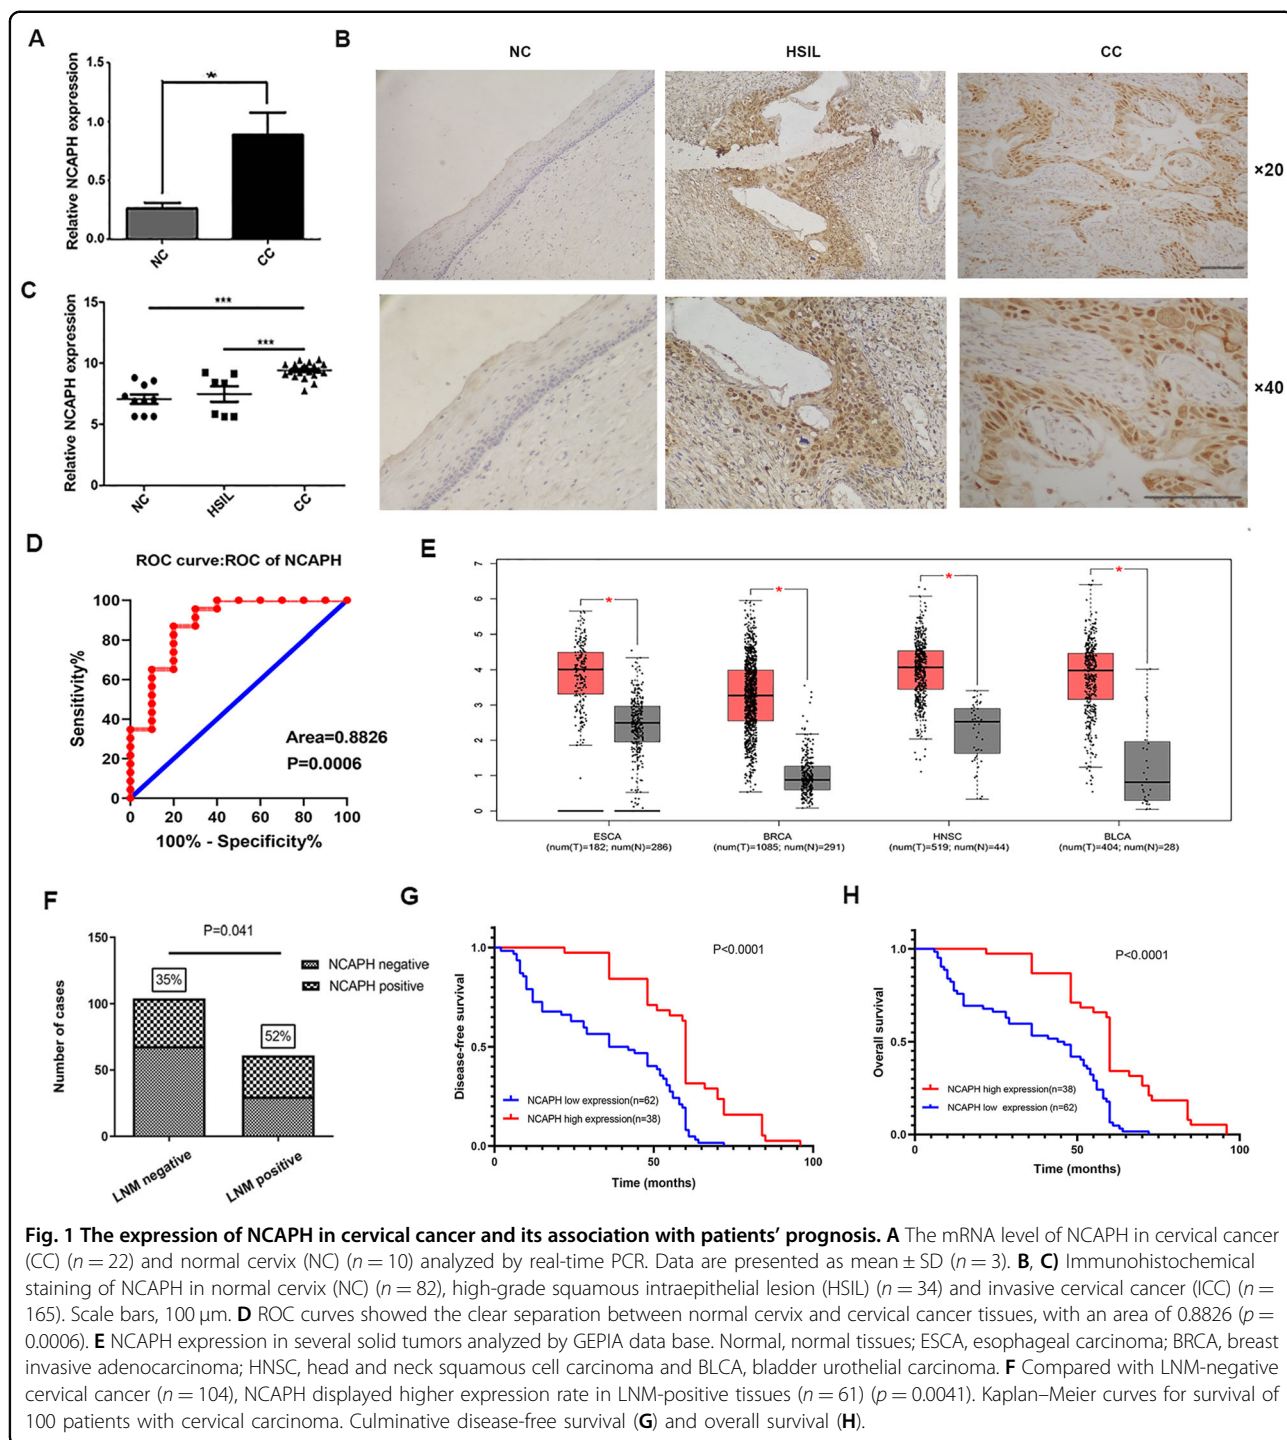 A
Relative NCAPH expression
1.5
1.0
0.5
0.0
*
NC
CC
B
NC
HSIL
CC
×20
×40
C
Relative NCAPH expression
15
10
5
0
***
***
NC
HSIL
CC
D
ROC curve:ROC of NCAPH
Sensitivity%
100
80
60
40
20
0
Area=0.8826
P=0.0006
0 20 40 60 80 100
100% - Specificity%
E
7
6
5
4
3
2
1
0
* * * *
ESCA
(num(T)=182; num(N)=286)
BRCA
(num(T)=1085; num(N)=291)
HNSC
(num(T)=519; num(N)=44)
BLCA
(num(T)=404; num(N)=28)
F
Number of cases
150
100
50
0
P=0.041
35%
52%
NCAPH negative
NCAPH positive
LNM negative
LNM positive
G
Disease-free survival
1.0
0.5
0.0
P<0.0001
NCAPH low expression(n=62)
NCAPH high expression(n=38)
50 100
Time (months)
H
Overall survival
1.0
0.5
0.0
P<0.0001
NCAPH high expression(n=38)
NCAPH low expression (n=62)
0 50 100
Time (months)
Fig. 1 The expression of NCAPH in cervical cancer and its association with patients’ prognosis. A The mRNA level of NCAPH in cervical cancer
(CC) (n = 22) and normal cervix (NC) (n = 10) analyzed by real-time PCR. Data are presented as mean ± SD (n = 3). B, C) Immunohistochemical
staining of NCAPH in normal cervix (NC) (n = 82), high-grade squamous intraepithelial lesion (HSIL) (n = 34) and invasive cervical cancer (ICC) (n =
165). Scale bars, 100 μm. D ROC curves showed the clear separation between normal cervix and cervical cancer tissues, with an area of 0.8826 (p =
0.0006). E NCAPH expression in several solid tumors analyzed by GEPIA data base. Normal, normal tissues; ESCA, esophageal carcinoma; BRCA, breast
invasive adenocarcinoma; HNSC, head and neck squamous cell carcinoma and BLCA, bladder urothelial carcinoma. F Compared with LNM-negative
cervical cancer (n = 104), NCAPH displayed higher expression rate in LNM-positive tissues (n = 61) (p = 0.0041). Kaplan–Meier curves for survival of
100 patients with cervical carcinoma. Culminative disease-free survival (G) and overall survival (H).